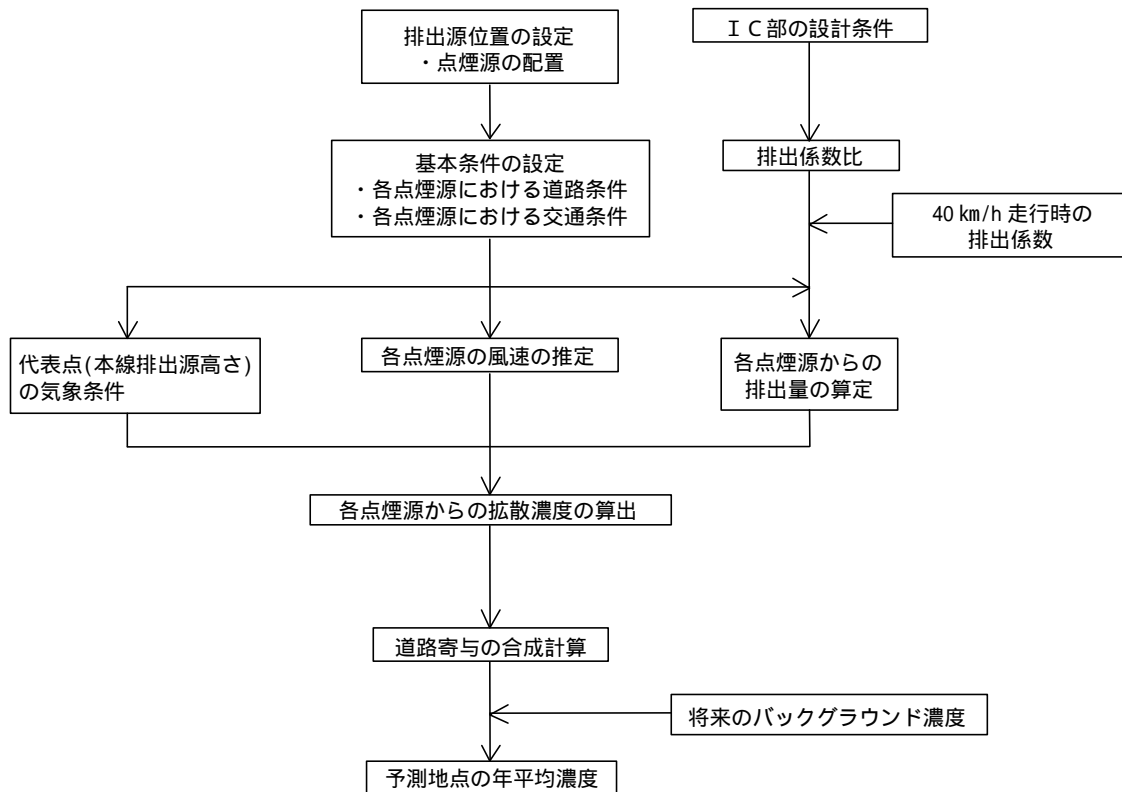 排出源位置の設定
・点煙源の配置
ＩＣ部の設計条件
基本条件の設定
・各点煙源における道路条件
・各点煙源における交通条件
排出係数比
40 km/h 走行時の
排出係数
代表点(本線排出源高さ)
の気象条件
各点煙源の風速の推定
各点煙源からの
排出量の算定
各点煙源からの拡散濃度の算出
道路寄与の合成計算
将来のバックグラウンド濃度
予測地点の年平均濃度